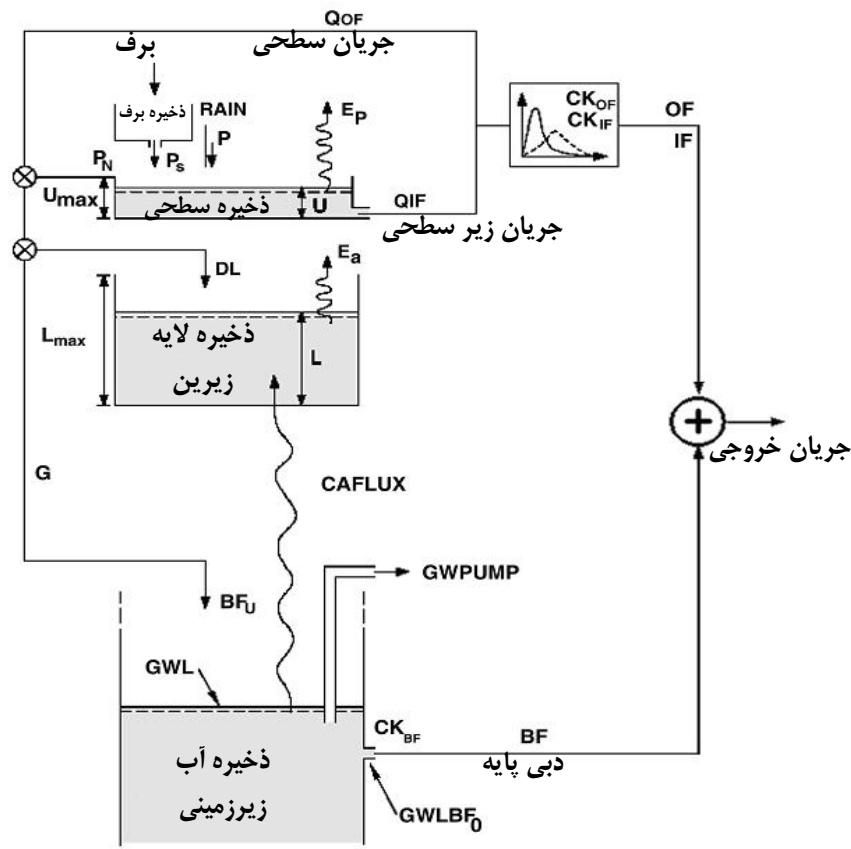 QOF
جریان سطحی
برف
ذخیره برف
RAIN
P
PS
EP
PN
Umax
ذخیره سطحی
U
QIF
جریان زیر سطحی
CKOF
CKIF
OF
IF
DL
Ea
Lmax
ذخیره لایه
زیرین
L
جریان خروجی
G
CAFLUX
GWPUMP
BFU
GWL
CKBF
BF
دبی پایه
ذخیره آب
زیرزمینی
GWLBF0